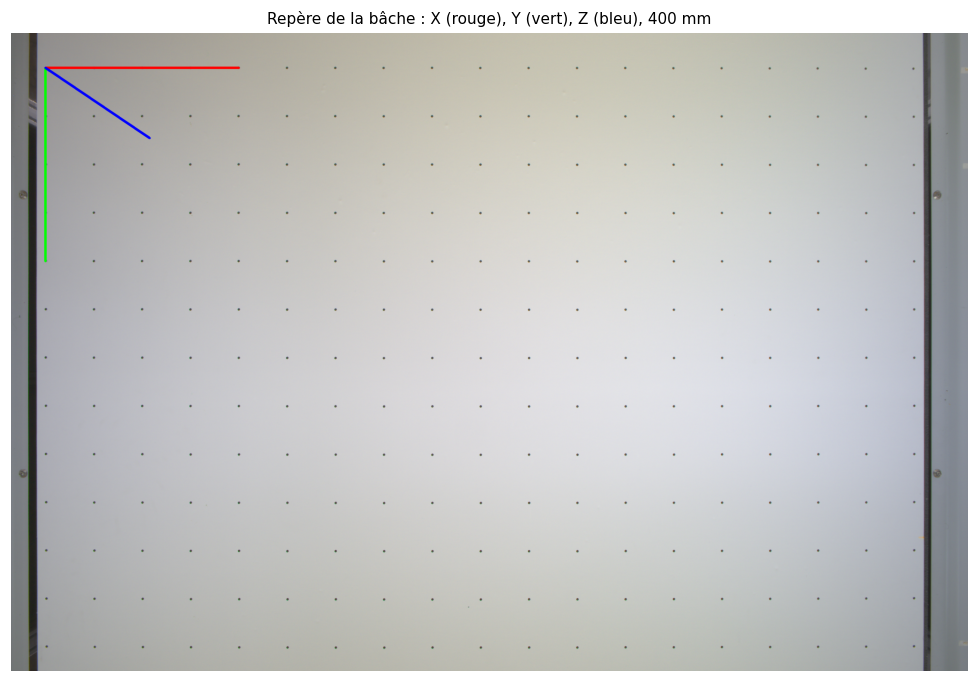 Repère de la bâche : X (rouge), Y (vert), Z (bleu), 400 mm